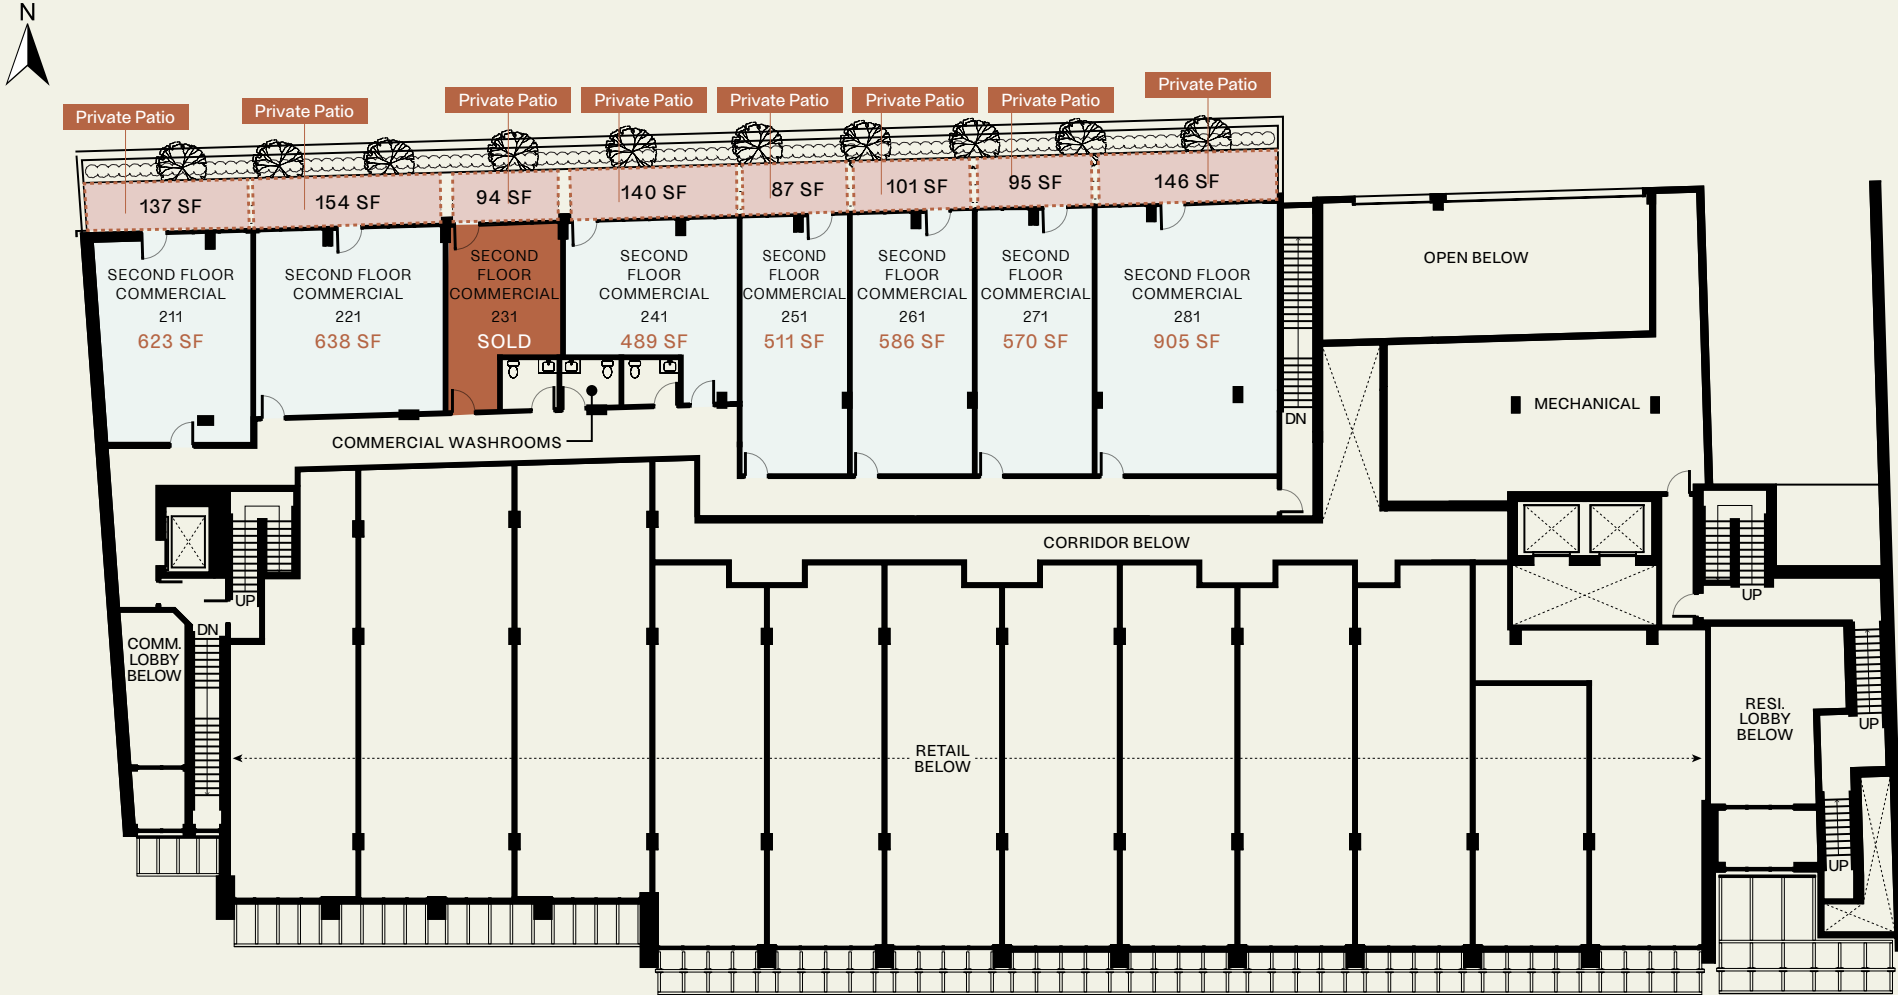 N
Private Patio
Private Patio
Private Patio
Private Patio
Private Patio
Private Patio
Private Patio
Private Patio
137 SF
154 SF
94 SF
140 SF
87 SF
101 SF
95 SF
146 SF
SECOND FLOOR
COMMERCIAL
211
623 SF
SECOND FLOOR
COMMERCIAL
221
638 SF
SECOND
FLOOR
COMMERCIAL
231
SOLD
SECOND
FLOOR
COMMERCIAL
241
489 SF
SECOND
FLOOR
COMMERCIAL
251
511 SF
SECOND
FLOOR
COMMERCIAL
261
586 SF
SECOND
FLOOR
COMMERCIAL
271
570 SF
SECOND FLOOR
COMMERCIAL
281
905 SF
OPEN BELOW
MECHANICAL
DN
COMMERCIAL WASHROOMS
CORRIDOR BELOW
UP
UP
DN
COMM.
LOBBY
BELOW
RESI.
LOBBY
BELOW
UP
RETAIL
BELOW
UP